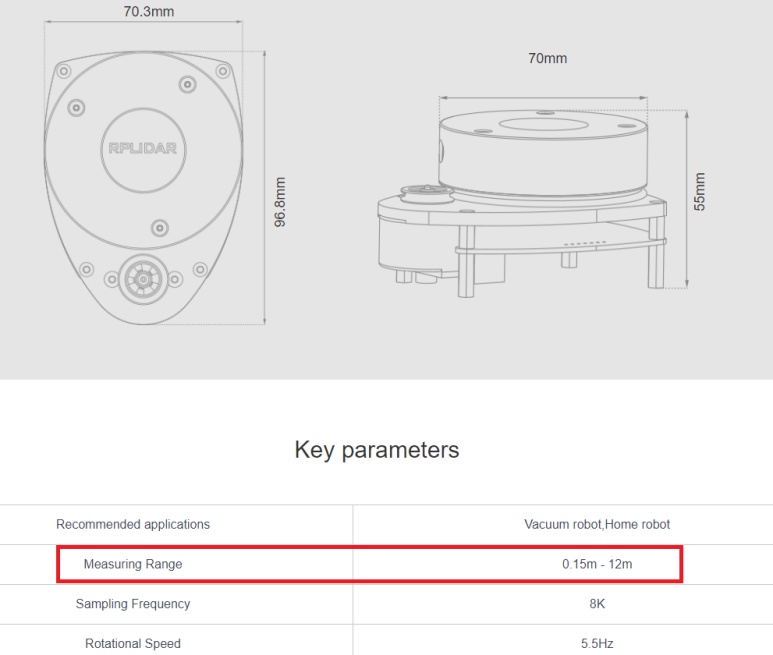 70.3mm
70mm
RPLIDAR
96.8mm
55mm
Key parameters
Recommended applications Vacuum robot,Home robot
Measuring Range 0.15m - 12m
Sampling Frequency 8K
Rotational Speed 5.5Hz